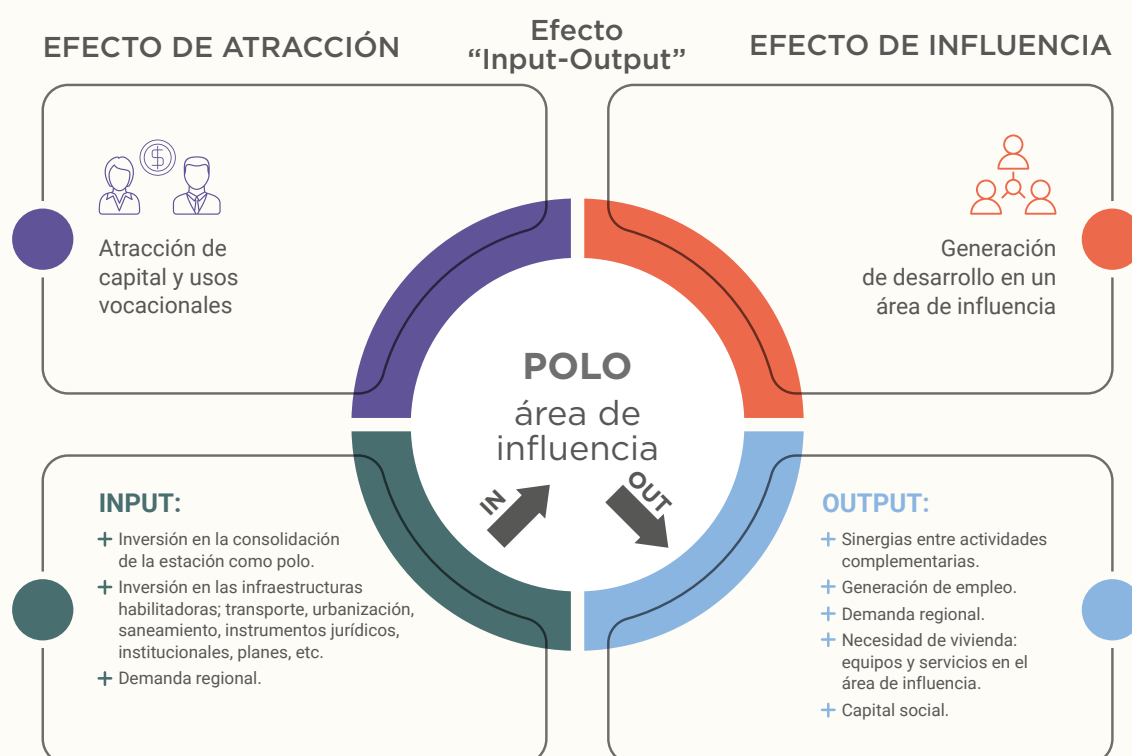 EFECTO DE ATRACCIÓN
Efecto
“Input-Output”
EFECTO DE INFLUENCIA
$
Atracción de
capital y usos
vocacionales
Generación
de desarrollo en un
área de influencia
POLO
área de
influencia
IN
OUT
INPUT:
+ Inversión en la consolidación
de la estación como polo.
+ Inversión en las infraestructuras
habilitadoras; transporte, urbanización,
saneamiento, instrumentos jurídicos,
institucionales, planes, etc.
+ Demanda regional.
OUTPUT:
+ Sinergias entre actividades
complementarias.
+ Generación de empleo.
+ Demanda regional.
+ Necesidad de vivienda:
equipos y servicios en el
área de influencia.
+ Capital social.